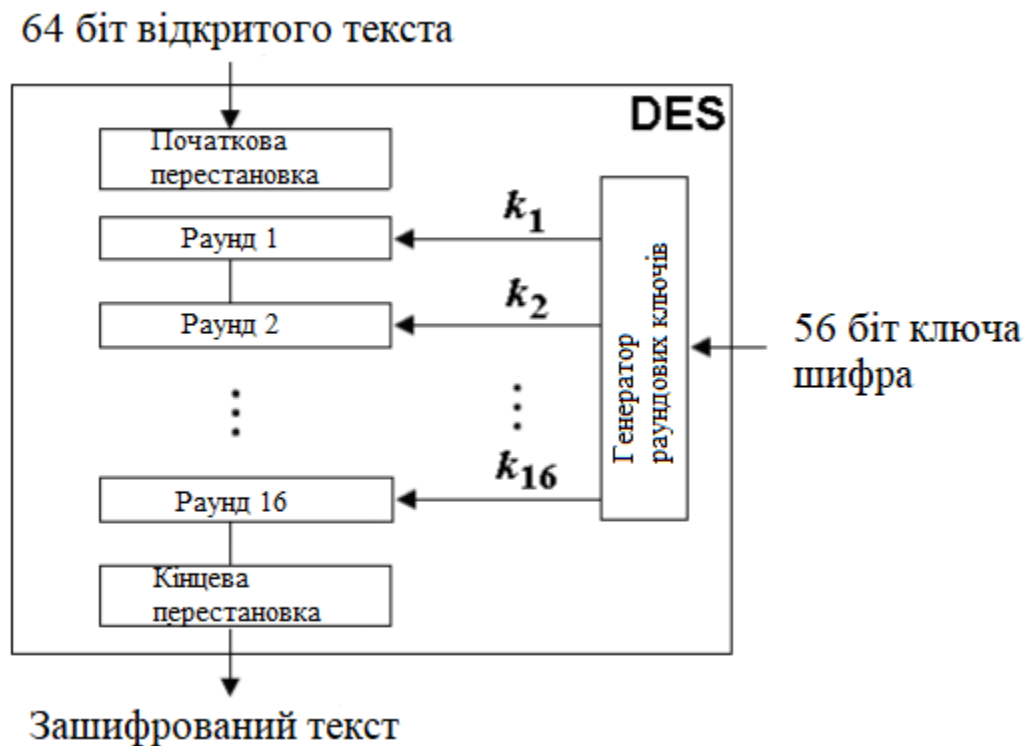 64 біт відкритого текста
DES
Початкова
перестановка
k1
Раунд 1
k2
Раунд 2
Генератор
раундових ключів
56 біт ключа
шифра
k16
Раунд 16
Кінцева
перестановка
Зашифрований текст